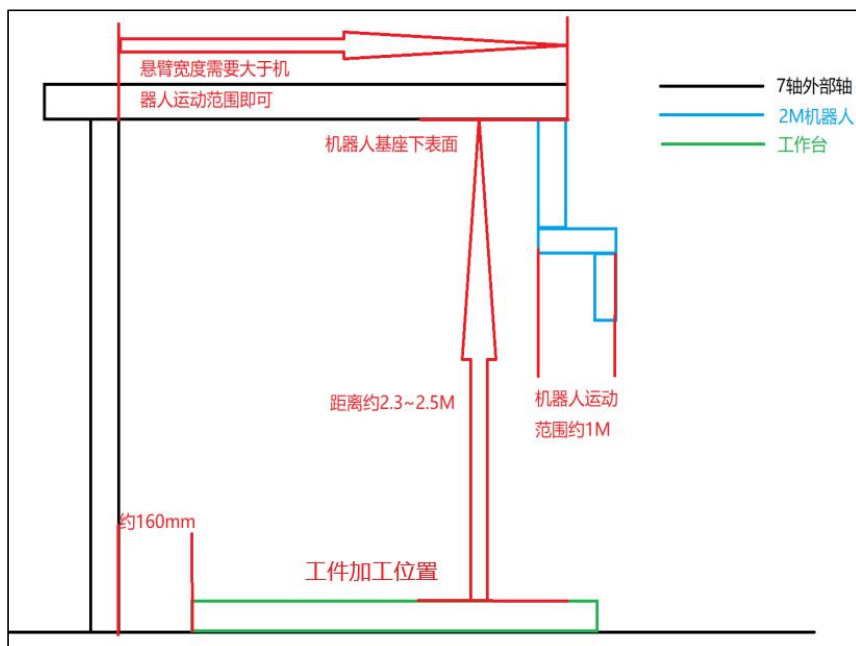 悬臂宽度需要大于机
器人运动范围即可
7轴外部轴
2M机器人
工作台
机器人基座下表面
距离约2.3~2.5M
机器人运动
范围约1M
约160mm
工件加工位置